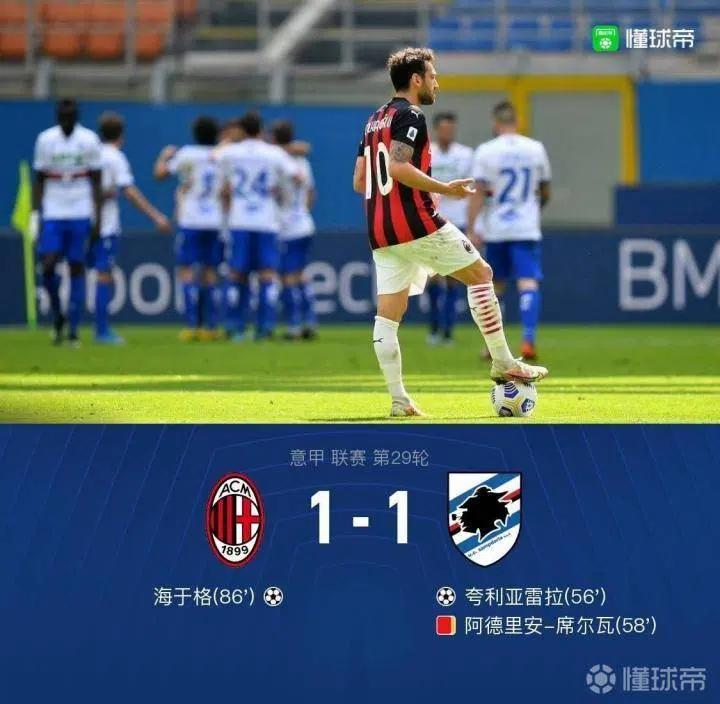 懂球帝
10
24
21
BM
意甲 联赛 第29轮
ACM
1899
1 - 1
海于格(86')
夸利亚雷拉(56')
阿德里安-席尔瓦(58')
懂球帝